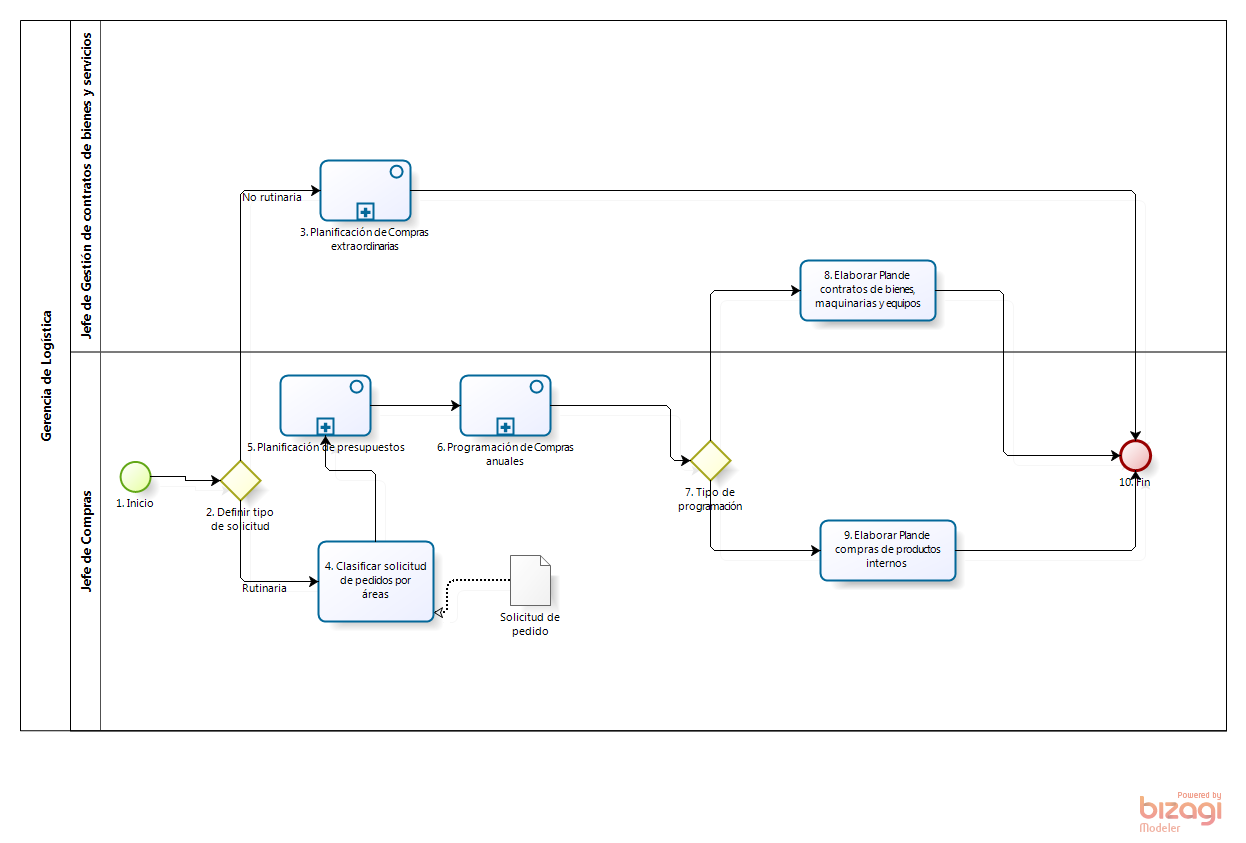 Gerencia de Logística
Jefe de Gestión de contratos de bienes y servicios
No rutinaria
3. Planificación de Compras
extraordinarias
8. Elaborar Plan de
contratos de bienes,
maquinarias y equipos
Jefe de Compras
1. Inicio
2. Definir tipo
de solicitud
Rutinaria
5. Planificación de presupuestos
6. Programación de Compras
anuales
4. Clasificar solicitud
de pedidos por
áreas
Solicitud de
pedido
7. Tipo de
programación
9. Elaborar Plan de
compras de productos
internos
10. Fin
Powered by
bizagi
Modeler